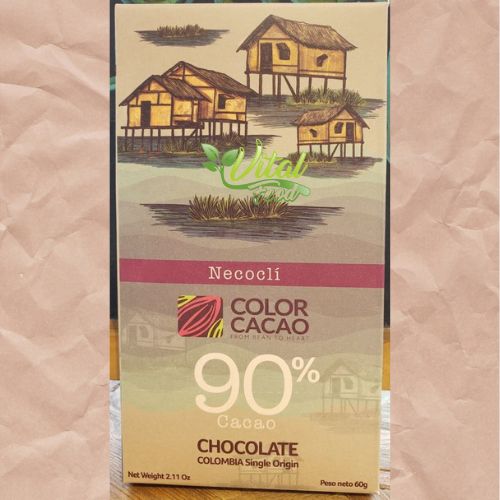 Vital
Food
Necoclí
COLOR
CACAO
FROM BEAN TO HEART
90%
Cacao
CHOCOLATE
COLOMBIA Single Origin
Net Weight 2.11 Oz
Peso neto 60g